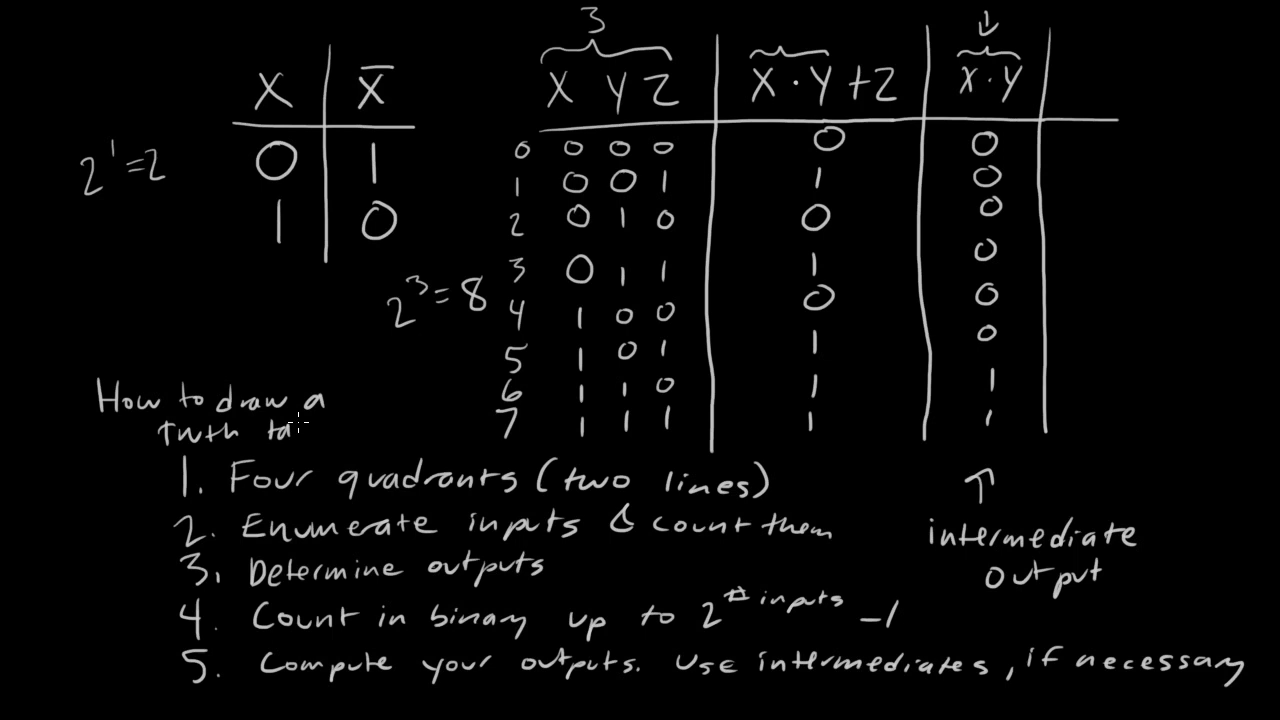 X X̅
0 1
1 0
2¹=2
3
X Y Z X·Y+Z X·Y
0 0 0 0 0 0
1 0 0 1 1 0
2 0 1 0 0 0
3 0 1 1 1 0
4 1 0 0 0 0
5 1 0 1 1 0
6 1 1 0 1 1
7 1 1 1 1 1
2³=8
How to draw a
truth ta
1. Four quadrants (two lines)
2. Enumerate inputs & count them
3. Determine outputs
4. Count in binary up to 2^# inputs -1
5. Compute your outputs. Use intermediates, if necessary
↑
intermediate
output